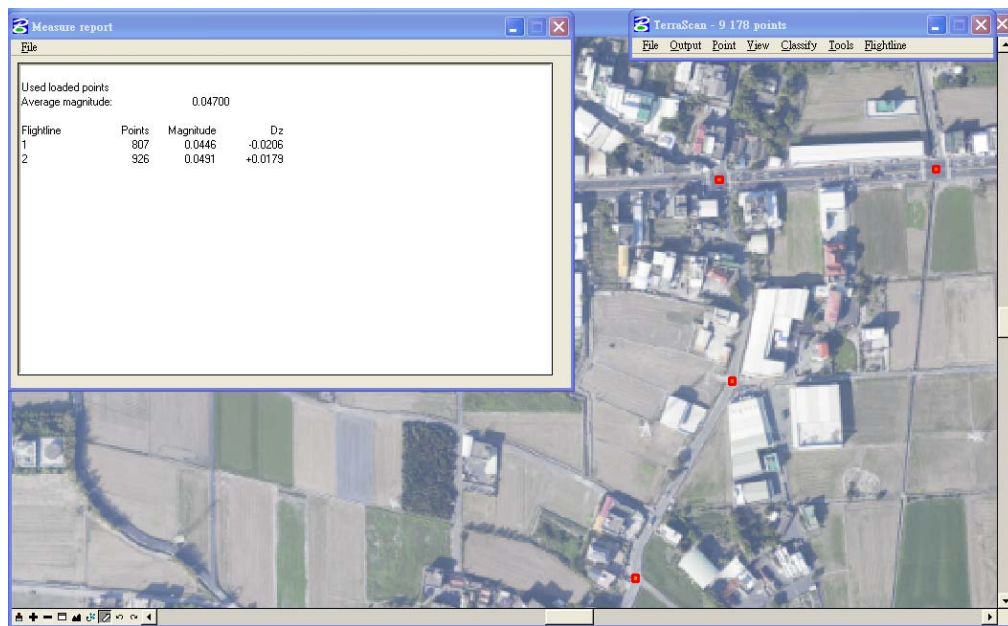 Measure report
File
Used loaded points
Average magnitude: 0.04700
Flightline Points Magnitude Dz
1 807 0.0446 -0.0206
2 926 0.0491 +0.0179
TerraScan - 9 178 points
File Output Point View Classify Tools Flightline